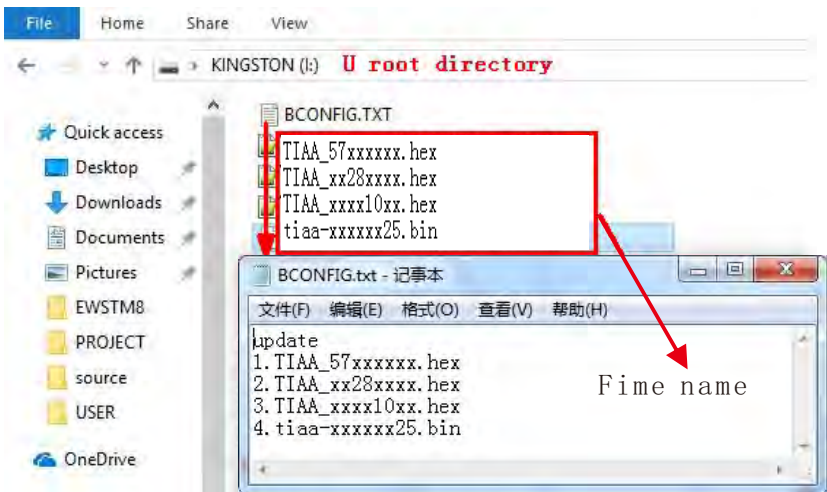 File Home Share View
KINGSTON (I:) U root directory
Quick access
Desktop
Downloads
Documents
Pictures
EWSTM8
PROJECT
source
USER
OneDrive
BCONFIG.TXT
TIAA_57xxxxxx.hex
TIAA_xx28xxxx.hex
TIAA_xxxx10xx.hex
tiaa-xxxxxx25.bin
BCONFIG.txt - 记事本
文件(F) 编辑(E) 格式(O) 查看(V) 帮助(H)
update
1.TIAA_57xxxxxx.hex
2.TIAA_xx28xxxx.hex
3.TIAA_xxxx10xx.hex
4.tiaa-xxxxxx25.bin
Fime name